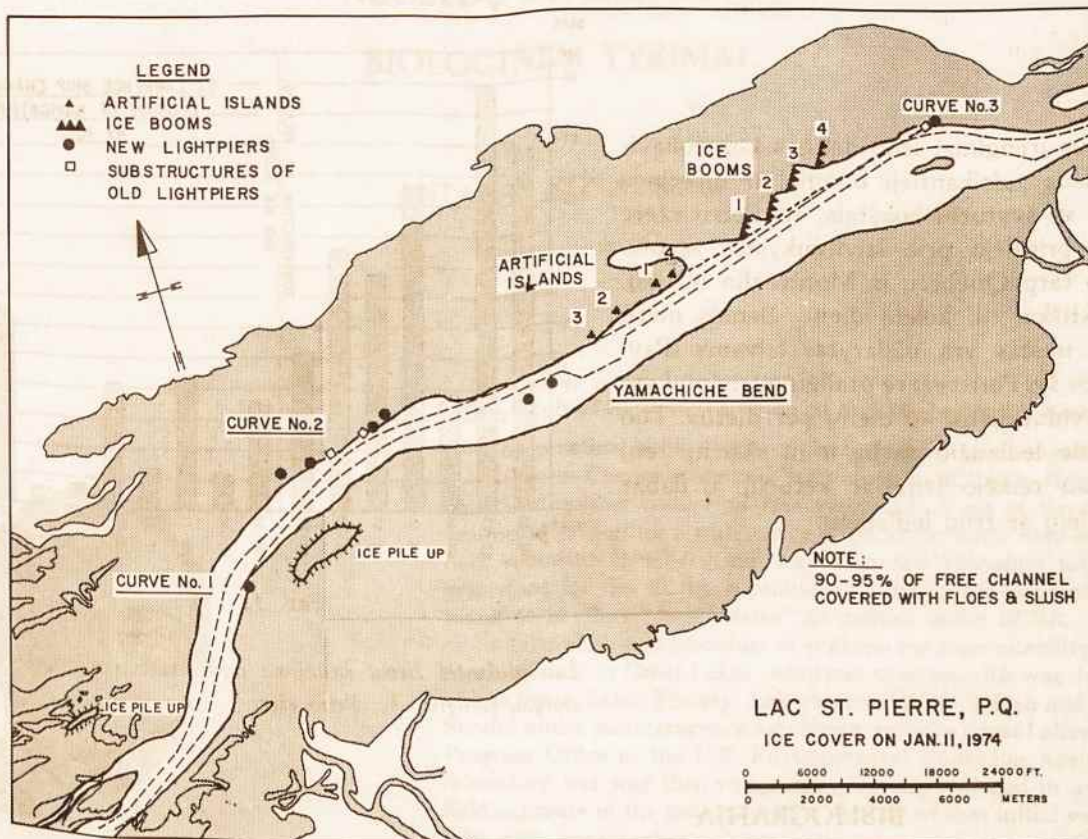 LEGEND
ARTIFICIAL ISLANDS
ICE BOOMS
NEW LIGHTPIERS
SUBSTRUCTURES OF
OLD LIGHTPIERS
N
CURVE No.3
ICE
BOOMS
4
3
2
1
ARTIFICIAL
ISLANDS
4
1
2
3
YAMACHICHE BEND
CURVE No.2
ICE PILE UP
CURVE No. 1
ICE PILE UP
NOTE:
90-95% OF FREE CHANNEL
COVERED WITH FLOES & SLUSH
LAC ST. PIERRE, P.Q.
ICE COVER ON JAN.11, 1974
0 6000 12000 18000 24000 FT.
0 2000 4000 6000 METERS